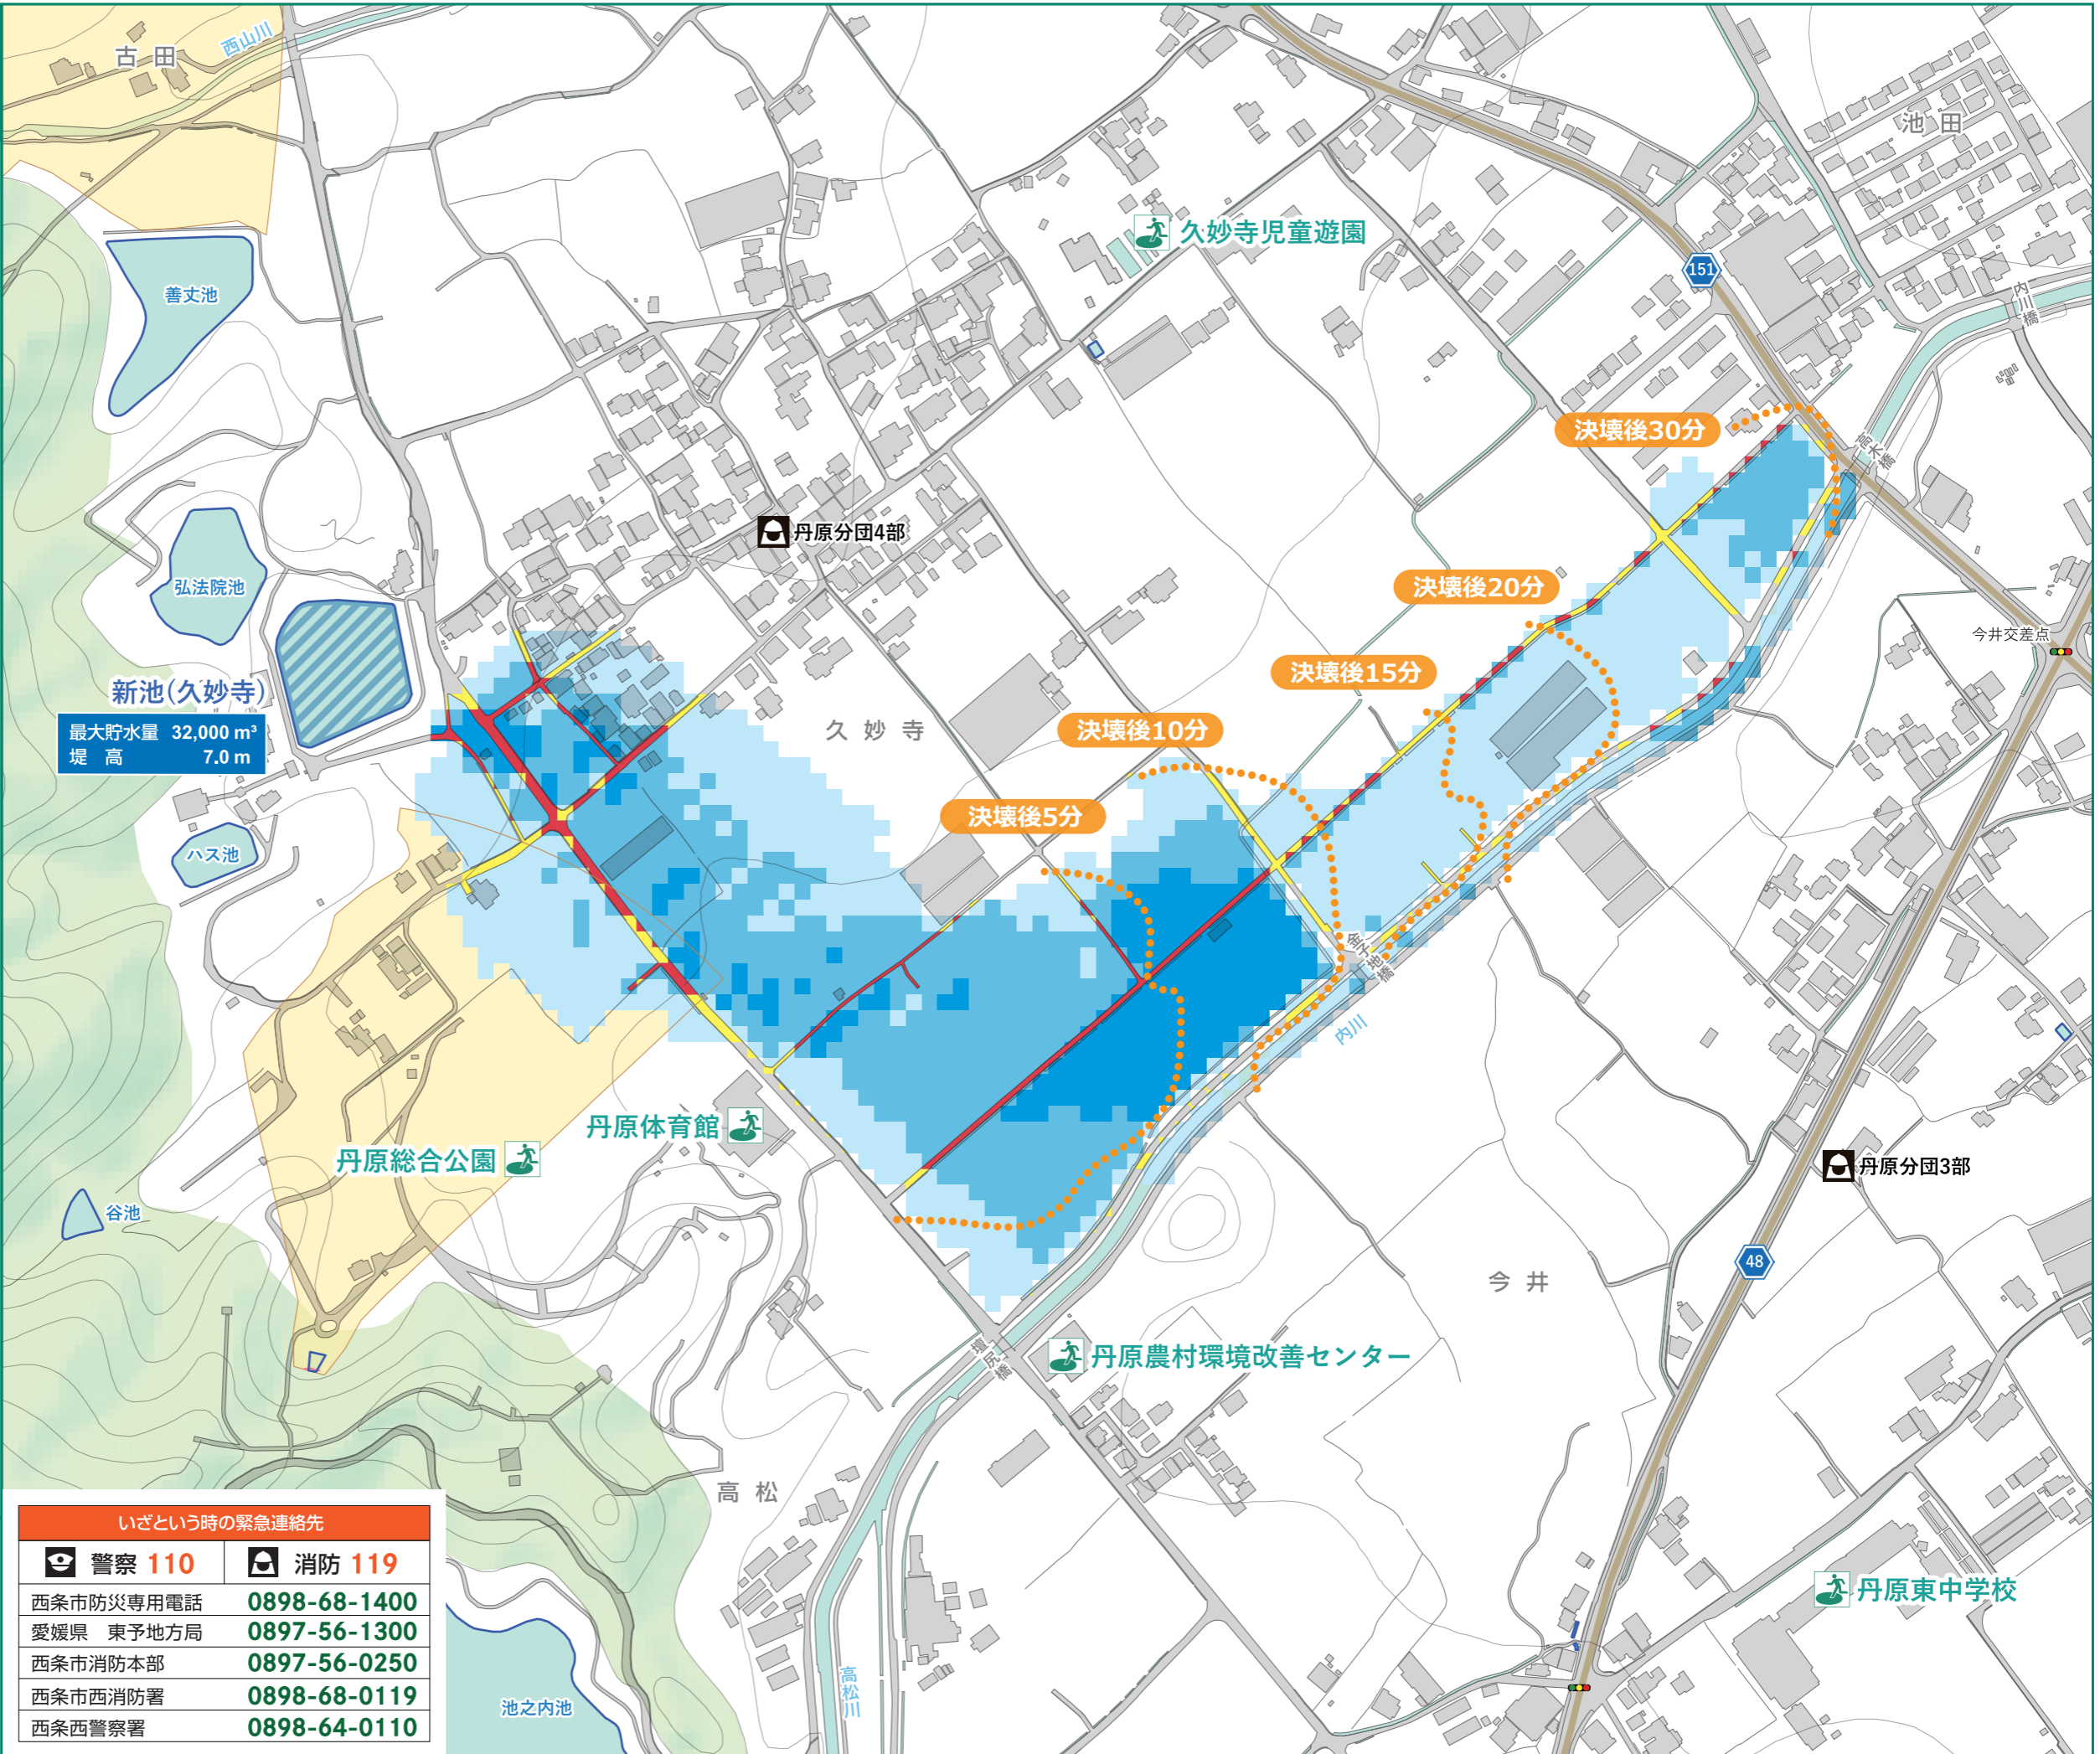 古田
西山川
池田
久妙寺児童遊園
151
善丈池
内川橋
決壊後30分
高木橋
丹原分団4部
弘法院池
決壊後20分
今井交差点
決壊後15分
新池(久妙寺)
最大貯水量 32,000 m³
堤 高 7.0 m
久妙寺
決壊後10分
決壊後5分
ハス池
金子地橋
内川
丹原体育館
丹原総合公園
丹原分団3部
谷池
48
今井
丹原農村環境改善センター
高松
いざという時の緊急連絡先
警察 110
消防 119
西条市防災専用電話 0898-68-1400
愛媛県 東予地方局 0897-56-1300
西条市消防本部 0897-56-0250
西条市西消防署 0898-68-0119
西条西警察署 0898-64-0110
丹原東中学校
高松川
池之内池